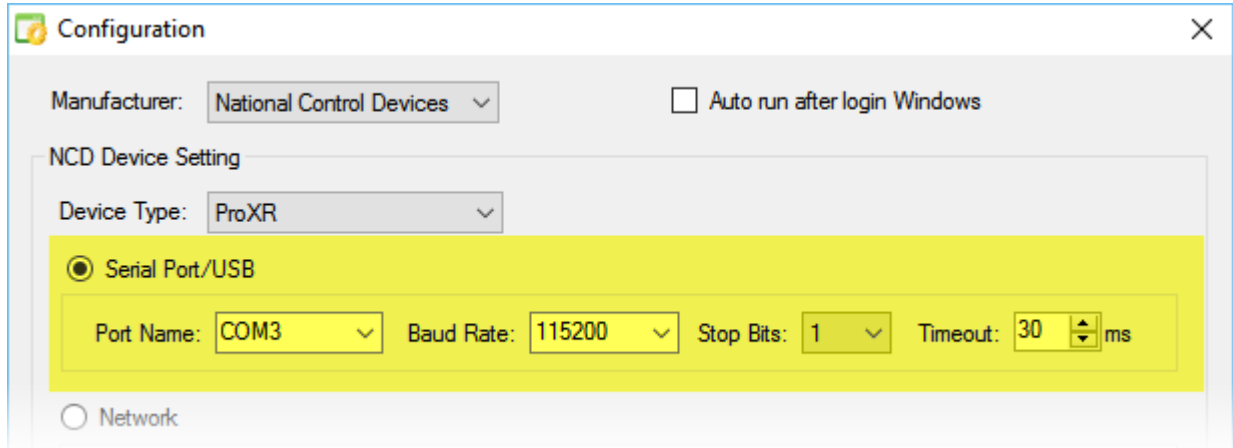 Configuration
Manufacturer: National Control Devices Auto run after login Windows
NCD Device Setting
Device Type: ProXR
Serial Port/USB
Port Name: COM3 Baud Rate: 115200 Stop Bits: 1 Timeout: 30 ms
Network